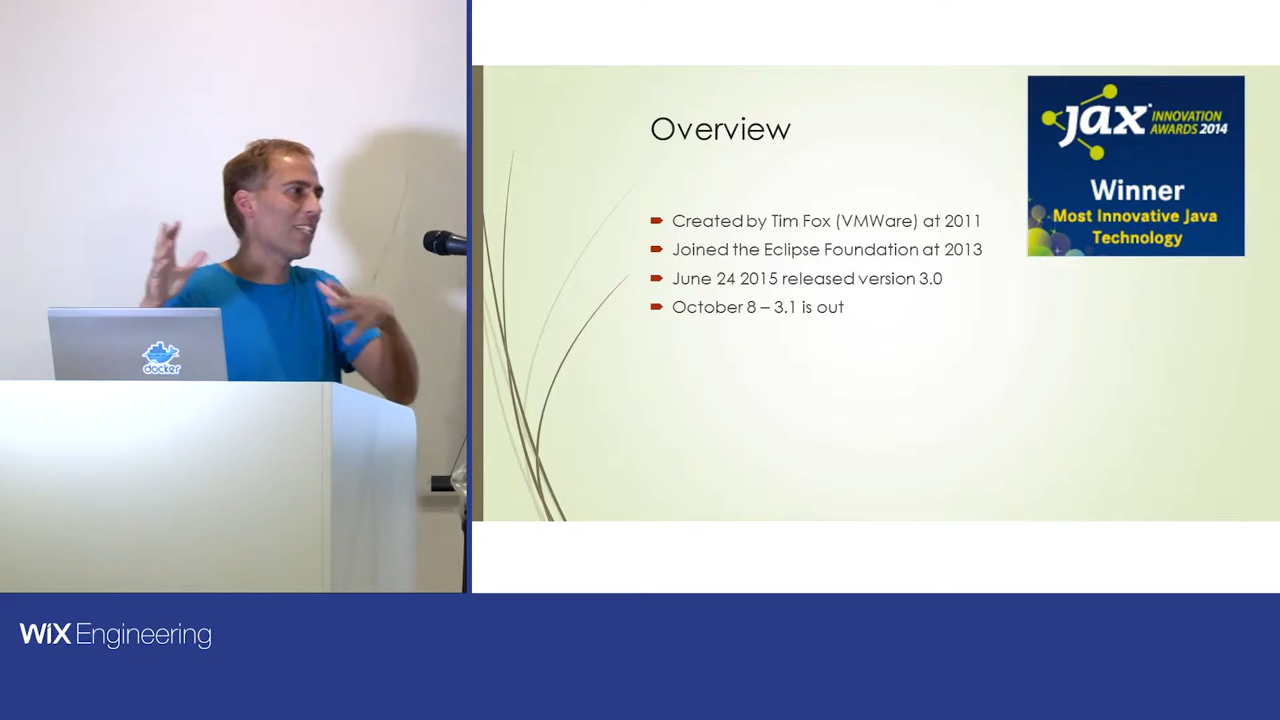 Overview
Created by Tim Fox (VMWare) at 2011
Joined the Eclipse Foundation at 2013
June 24 2015 released version 3.0
October 8 – 3.1 is out
jax INNOVATION
AWARDS 2014
Winner
Most Innovative Java
Technology
docker
WiX Engineering